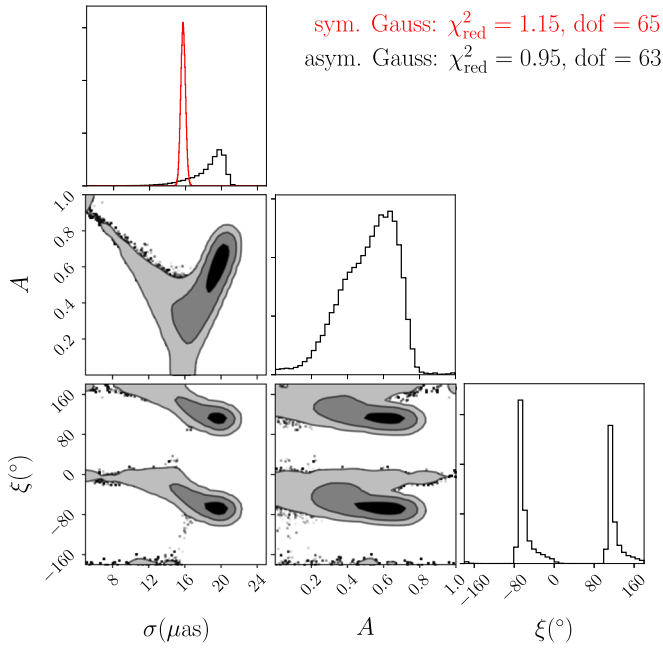 sym. Gauss: χ²_red = 1.15, dof = 65
asym. Gauss: χ²_red = 0.95, dof = 63
1.0
0.8
0.6
0.4
0.2
A
160
80
0
−80
−160
ξ(°)
8 12 16 20 24
0.2 0.4 0.6 0.8 1.0
−160 −80 0 80 160
σ(μas) A ξ(°)